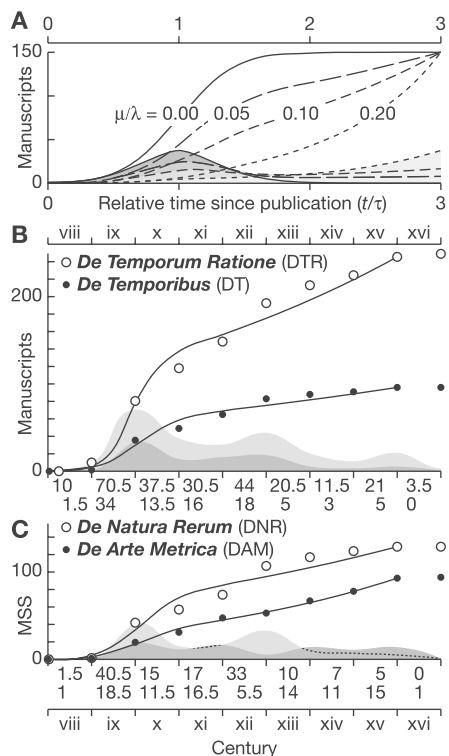 A
0 1 2 3
150
Manuscripts
0
μ/λ = 0.00 0.05 0.10 0.20
0 Relative time since publication (t/τ) 3
B
viii ix x xi xii xiii xiv xv xvi
De Temporum Ratione (DTR)
De Temporibus (DT)
200
Manuscripts
0
10 70.5 37.5 30.5 44 20.5 11.5 21 3.5
1.5 34 13.5 16 18.5 5 3 5 0
C
De Natura Rerum (DNR)
De Arte Metrica (DAM)
100
MSS
0
1.5 40.5 15 17 33 10 7 5 0
1 18.5 11.5 16.5 5.5 14 11 15 1
viii ix x xi xii xiii xiv xv xvi
Century